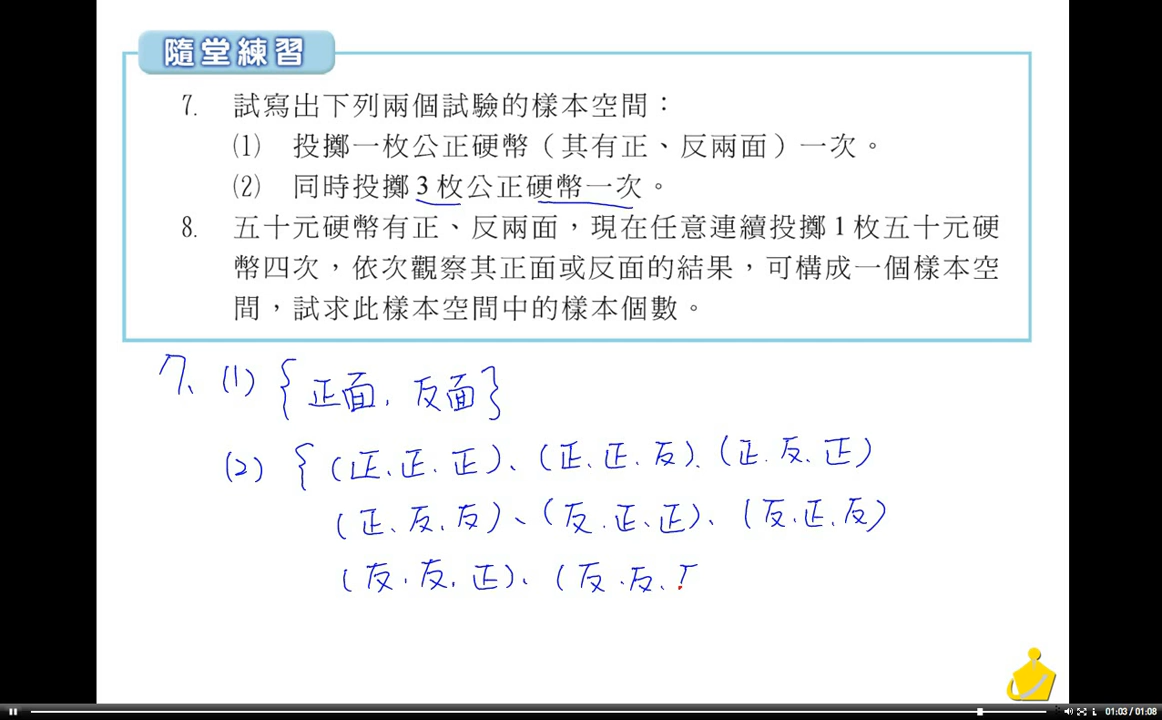 隨堂練習
7. 試寫出下列兩個試驗的樣本空間：
(1) 投擲一枚公正硬幣（其有正、反兩面）一次。
(2) 同時投擲 3 枚公正硬幣一次。
8. 五十元硬幣有正、反兩面，現在任意連續投擲 1 枚五十元硬
幣四次，依次觀察其正面或反面的結果，可構成一個樣本空
間，試求此樣本空間中的樣本個數。
7、(1) {正面、反面}
(2) {(正、正、正)、(正、正、反)、(正、反、正)
(正、反、反)、(反、正、正)、(反、正、反)
(反、反、正)、(反、反、
01:03 / 01:08